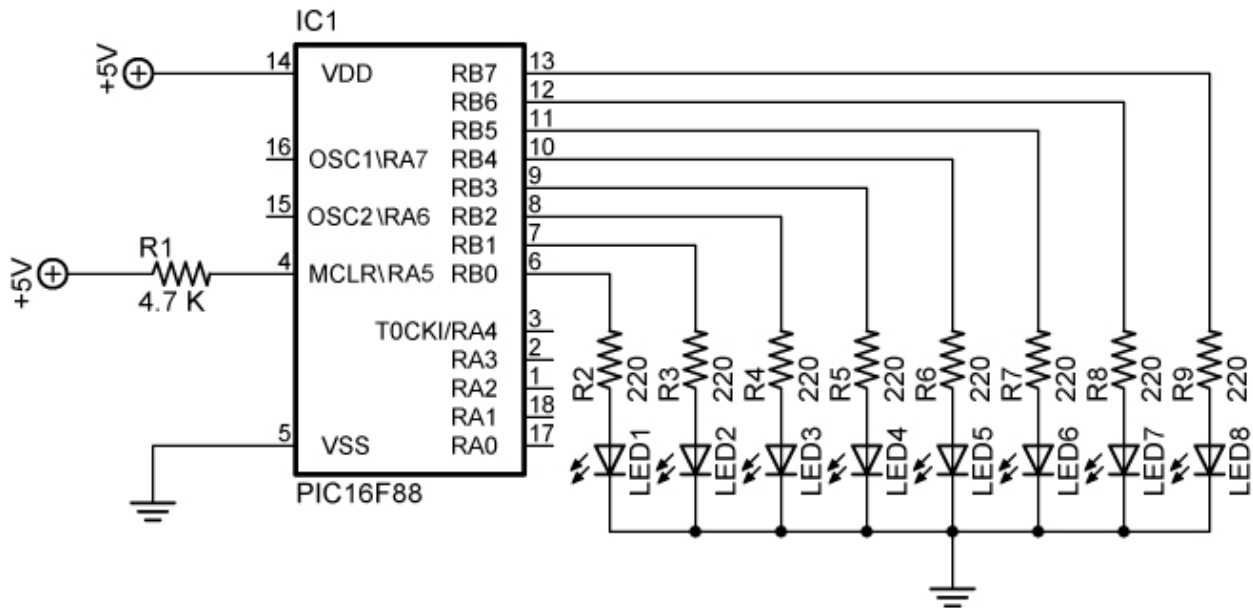 IC1
+5V
14
VDD
16
OSC1\RA7
15
OSC2\RA6
+5V
R1
4.7 K
4
MCLR\RA5
5
VSS
PIC16F88
RB7
13
RB6
12
RB5
11
RB4
10
RB3
9
RB2
8
RB1
7
RB0
6
T0CKI/RA4
3
RA3
2
RA2
1
RA1
18
RA0
17
R2
220
R3
220
R4
220
R5
220
R6
220
R7
220
R8
220
R9
220
LED1
LED2
LED3
LED4
LED5
LED6
LED7
LED8